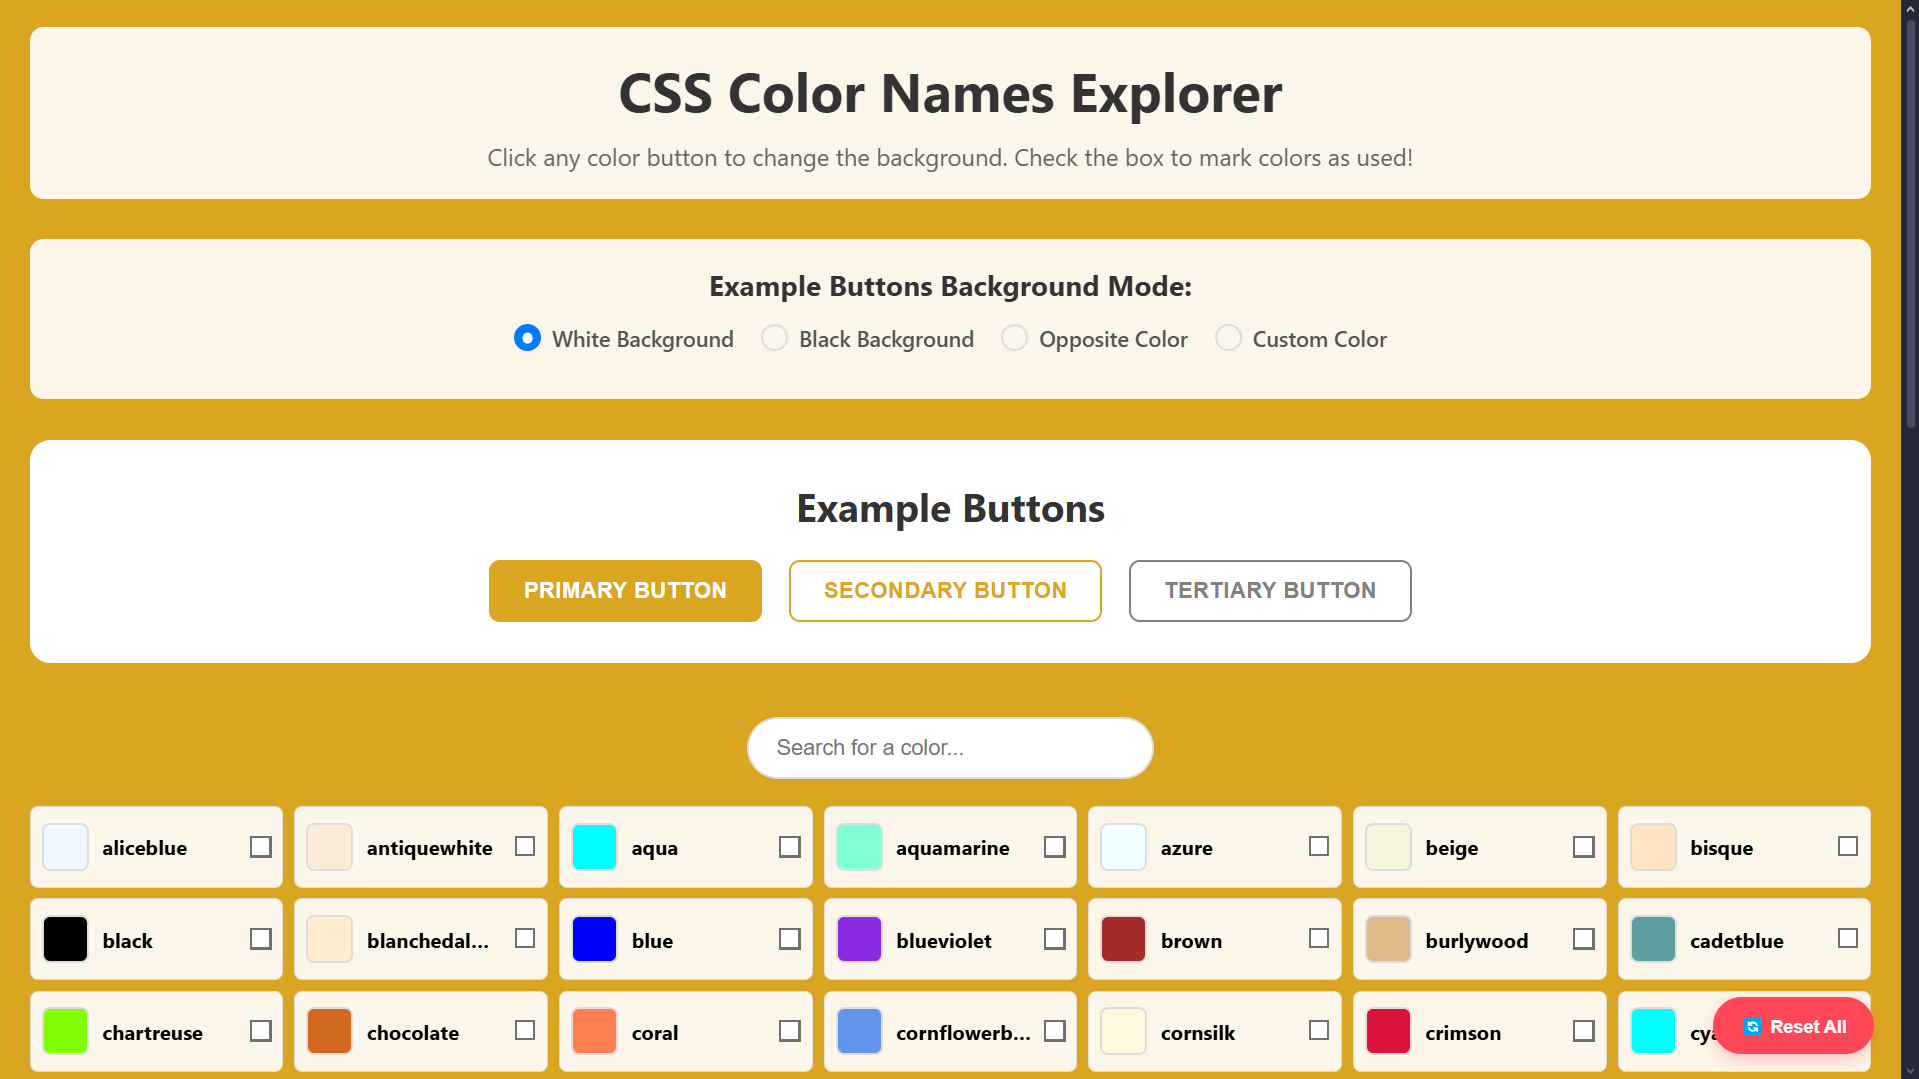 CSS Color Names Explorer
Click any color button to change the background. Check the box to mark colors as used!
Example Buttons Background Mode:
White Background Black Background Opposite Color Custom Color
Example Buttons
PRIMARY BUTTON SECONDARY BUTTON TERTIARY BUTTON
Search for a color...
aliceblue antiquewhite aqua aquamarine azure beige bisque
black blanchedal... blue blueviolet brown burlywood cadetblue
chartreuse chocolate coral cornflowerb... cornsilk crimson
Reset All